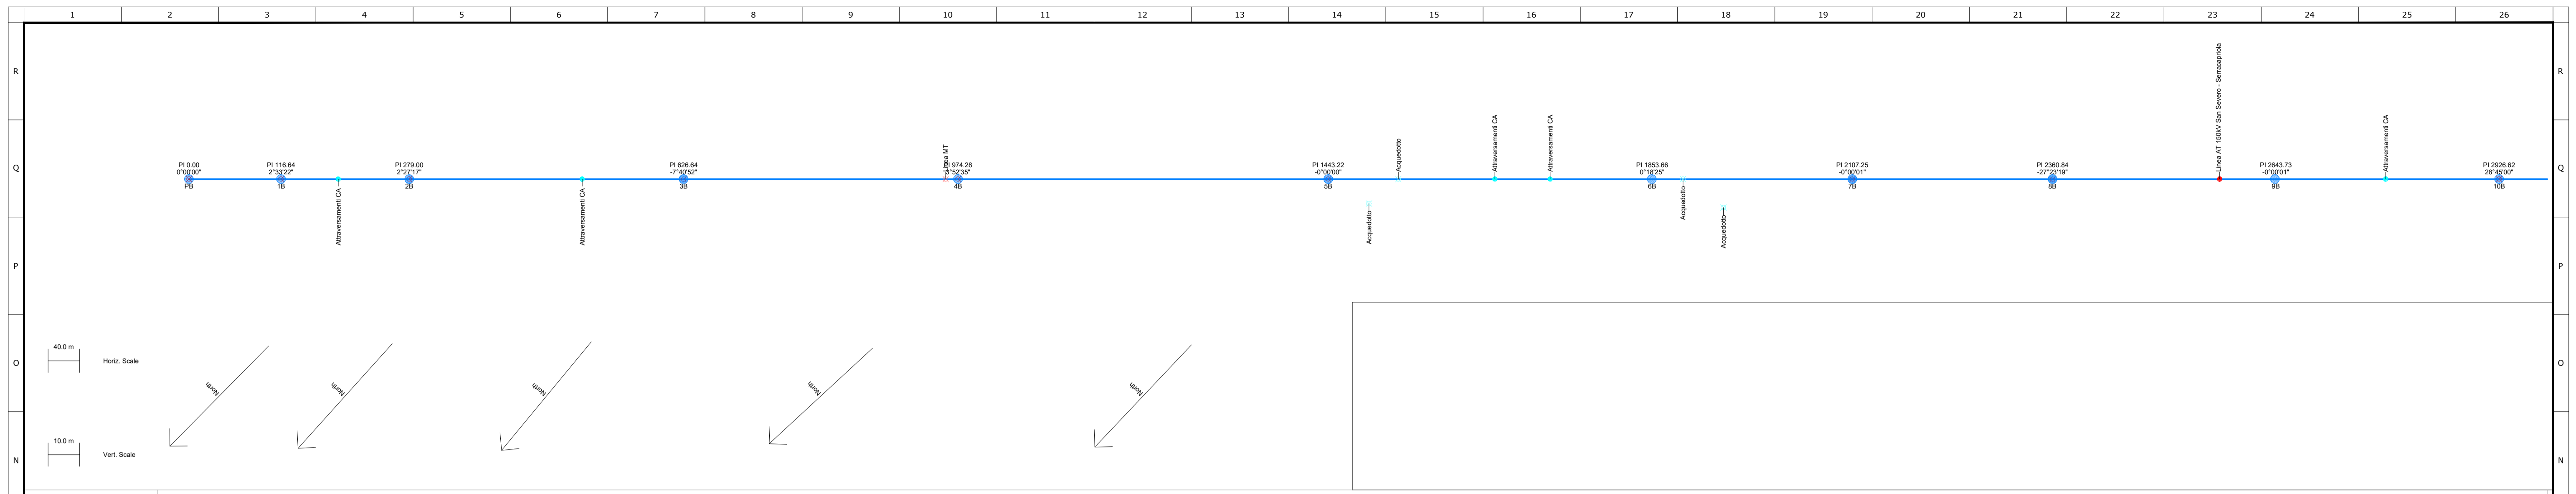 1 2 3 4 5 6 7 8 9 10 11 12 13 14 15 16 17 18 19 20 21 22 23 24 25 26
R R
Linea AT 150kV San Severo - Serracapriola
Linea MT
Acquedotto
Attraversamenti CA
Attraversamenti CA
Attraversamenti CA
Q Q
PI 0.00
0°00'00"
PB
PI 116.64
2°33'22"
1B
PI 279.00
2°27'17"
2B
PI 626.64
-7°40'52"
3B
PI 974.28
-3°52'35"
4B
PI 1443.22
-0°00'00"
5B
PI 1853.66
0°18'25"
6B
PI 2107.25
-0°00'01"
7B
PI 2360.84
-27°23'19"
8B
PI 2643.73
-0°00'01"
9B
PI 2926.62
28°45'00"
10B
Attraversamenti CA
Attraversamenti CA
Acquedotto
Acquedotto
Acquedotto
P P
40.0 m
Horiz. Scale
O O
North
North
North
North
North
10.0 m
Vert. Scale
N N